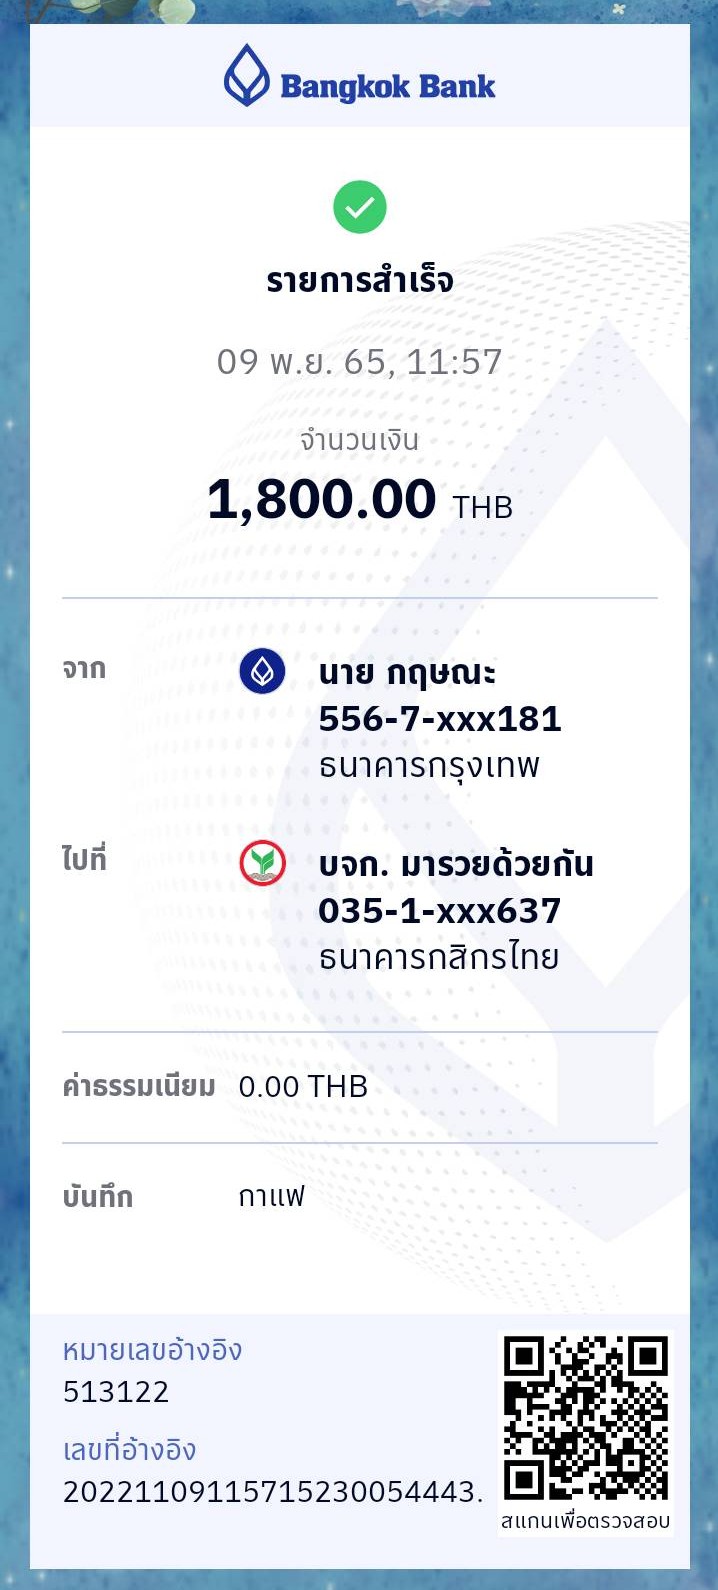 Bangkok Bank
รายการสำเร็จ
09 พ.ย. 65, 11:57
จำนวนเงิน
1,800.00 THB
จาก
นาย กฤษณะ
556-7-xxx181
ธนาคารกรุงเทพ
ไปที่
บจก. มารวยด้วยกัน
035-1-xxx637
ธนาคารกสิกรไทย
ค่าธรรมเนียม 0.00 THB
บันทึก กาแฟ
หมายเลขอ้างอิง
513122
เลขที่อ้างอิง
20221109115715230054443.
สแกนเพื่อตรวจสอบ